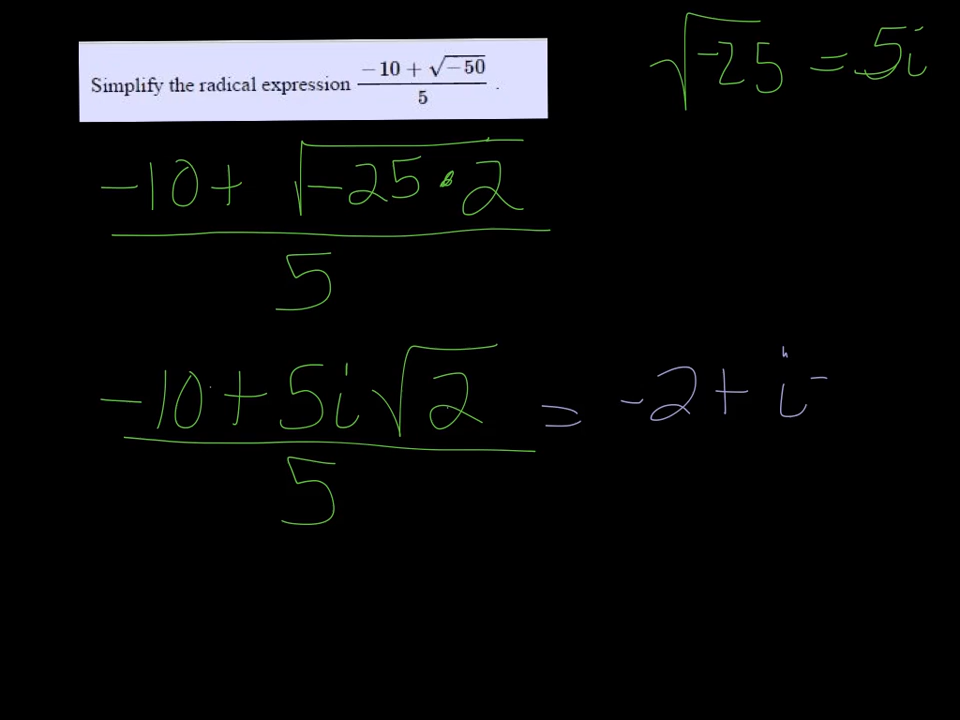 Simplify the radical expression (-10 + √-50)/5 .
√-25 = 5i
-10 + √-25 · 2
5
-10 + 5i√2 = -2 + i
5